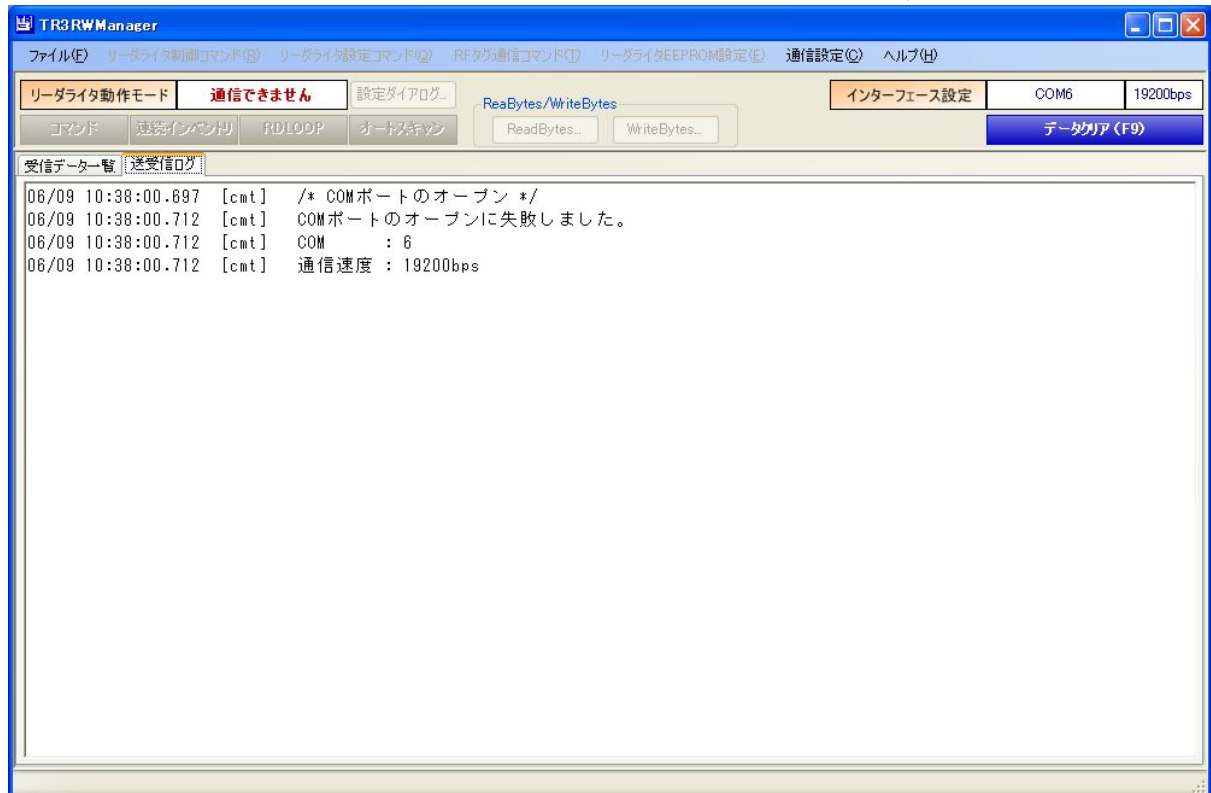 TR3RWManager
ファイル(F) リーダライタ制御コマンド(R) リーダライタ設定コマンド(Q) RFタグ通信コマンド(T) リーダライタEEPROM設定(E) 通信設定(C) ヘルプ(H)
リーダライタ動作モード 通信できません 設定ダイアログ... ReaBytes/WriteBytes インターフェース設定 COM6 19200bps
コマンド 連続インベントリ RDLOOP オートスキャン ReadBytes... WriteBytes... データクリア(F9)
受信データ一覧 送受信ログ
06/09 10:38:00.697 [cmt] /* COMポートのオープン */
06/09 10:38:00.712 [cmt] COMポートのオープンに失敗しました。
06/09 10:38:00.712 [cmt] COM : 6
06/09 10:38:00.712 [cmt] 通信速度 : 19200bps